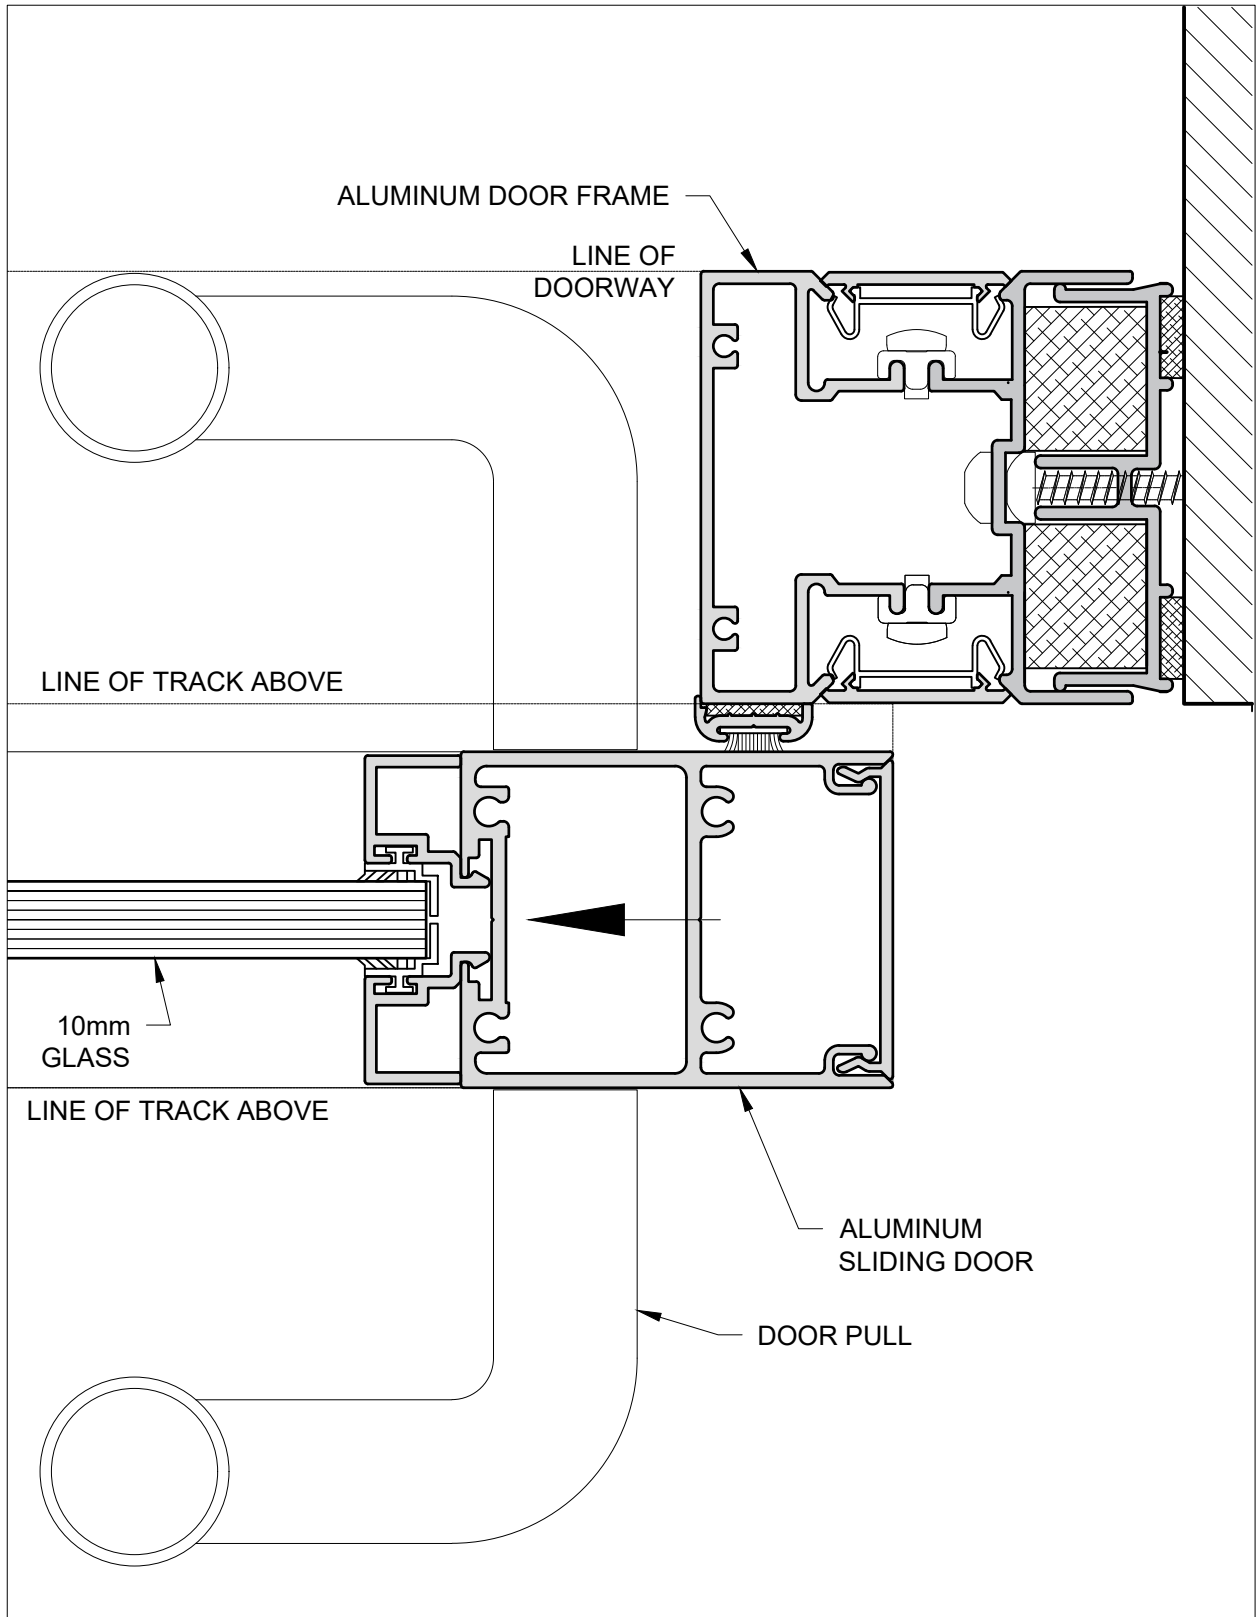 ALUMINUM DOOR FRAME
LINE OF
DOORWAY
LINE OF TRACK ABOVE
10mm
GLASS
LINE OF TRACK ABOVE
ALUMINUM
SLIDING DOOR
DOOR PULL